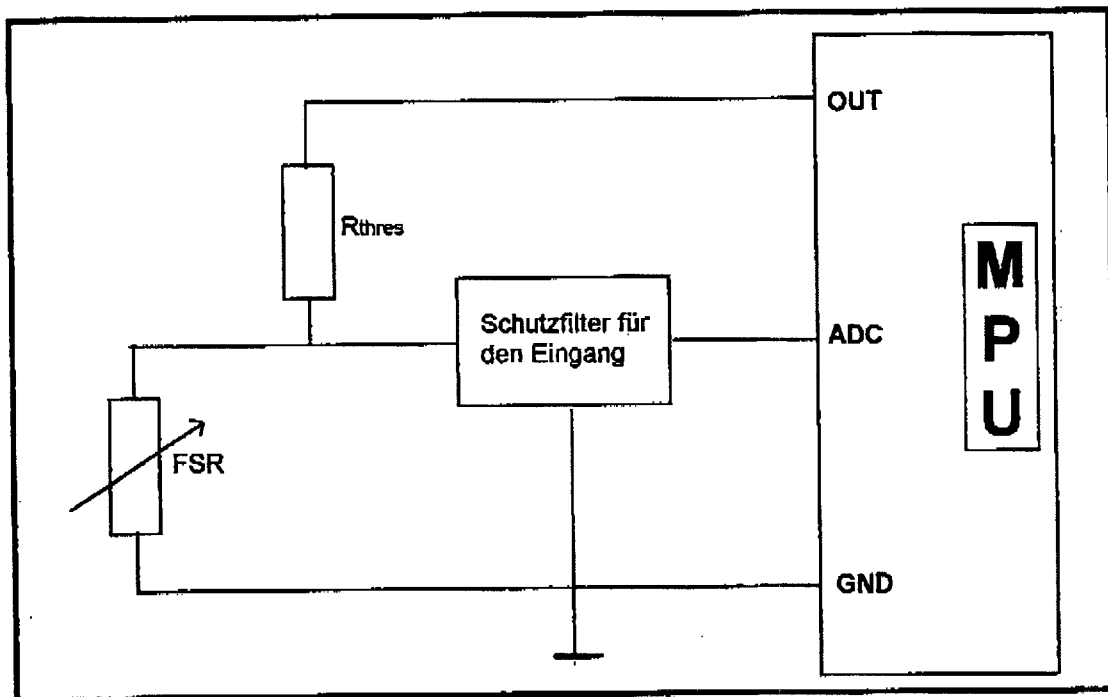 OUT
Rthres
Schutzfilter für
den Eingang
ADC
M
P
U
FSR
GND